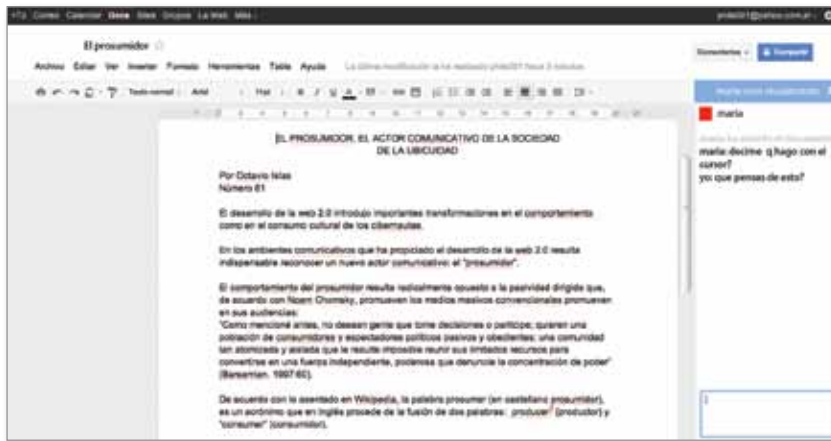 +Tú Correo Calendar Docs Sites Grupos La Web Más
El prosumidor
Archivo Editar Ver Insertar Formato Herramientas Tabla Ayuda
Comentarios Compartir
Texto normal Arial 11pt B I U A
maria
maria: decime q hago con el
cursor?
yo: que pensas de esto?
EL PROSUMIDOR. EL ACTOR COMUNICATIVO DE LA SOCIEDAD
DE LA UBICUIDAD
Por Octavio Islas
Número 61
El desarrollo de la web 2.0 introdujo importantes transformaciones en el comportamiento
como en el consumo cultural de los cibernautas.
En los ambientes comunicativos que ha propiciado el desarrollo de la web 2.0 resulta
indispensable reconocer un nuevo actor comunicativo: el "prosumidor".
El comportamiento del prosumidor resulta radicalmente opuesto a la pasividad dirigida que,
de acuerdo con Noam Chomsky, promueven los medios masivos convencionales promueven
en sus audiencias:
"Como mencioné antes, no desean gente que tome decisiones o participe; quieren una
población de consumidores y espectadores políticos pasivos y obedientes; una comunidad
tan atomizada y aislada que le resulte imposible reunir sus limitados recursos para
convertirse en una fuerza independiente, poderosa que denuncie la concentración de poder"
(Barsamian. 1997:60).
De acuerdo con lo asentado en Wikipedia, la palabra prosumer (en castellano prosumidor),
es un acrónimo que en inglés procede de la fusión de dos palabras: producer (productor) y
"consumer" (consumidor).